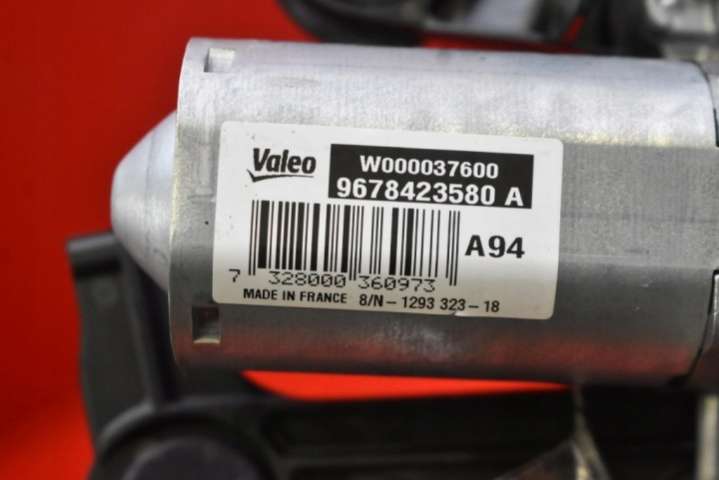 Valeo
W000037600
9678423580 A
A94
7 328000 360973
MADE IN FRANCE 8/N-1293 323-18